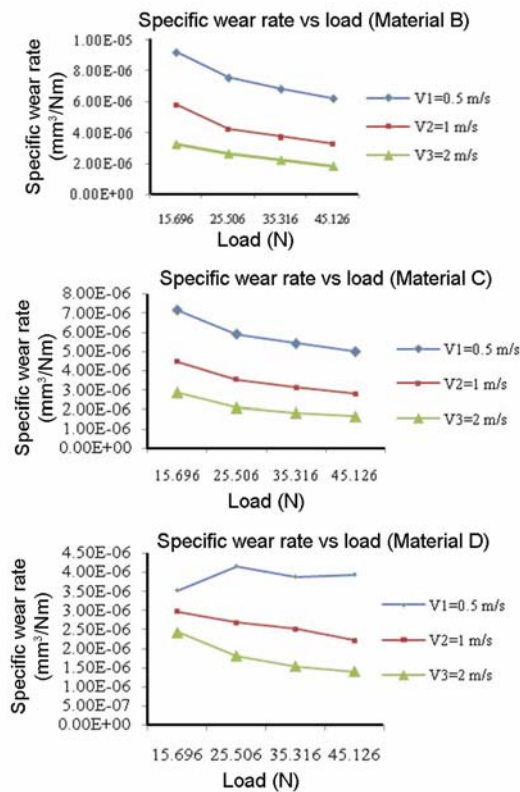 Specific wear rate vs load (Material B)
Specific wear rate
(mm³/Nm)
1.00E-05
8.00E-06
6.00E-06
4.00E-06
2.00E-06
0.00E+00
15.696 25.506 35.316 45.126
Load (N)
V1=0.5 m/s
V2=1 m/s
V3=2 m/s
Specific wear rate vs load (Material C)
Specific wear rate
(mm³/Nm)
8.00E-06
7.00E-06
6.00E-06
5.00E-06
4.00E-06
3.00E-06
2.00E-06
1.00E-06
0.00E+00
15.696 25.506 35.316 45.126
Load (N)
V1=0.5 m/s
V2=1 m/s
V3=2 m/s
Specific wear rate vs load (Material D)
Specific wear rate
(mm³/Nm)
4.50E-06
4.00E-06
3.50E-06
3.00E-06
2.50E-06
2.00E-06
1.50E-06
1.00E-06
5.00E-07
0.00E+00
15.696 25.506 35.316 45.126
Load (N)
V1=0.5 m/s
V2=1 m/s
V3=2 m/s